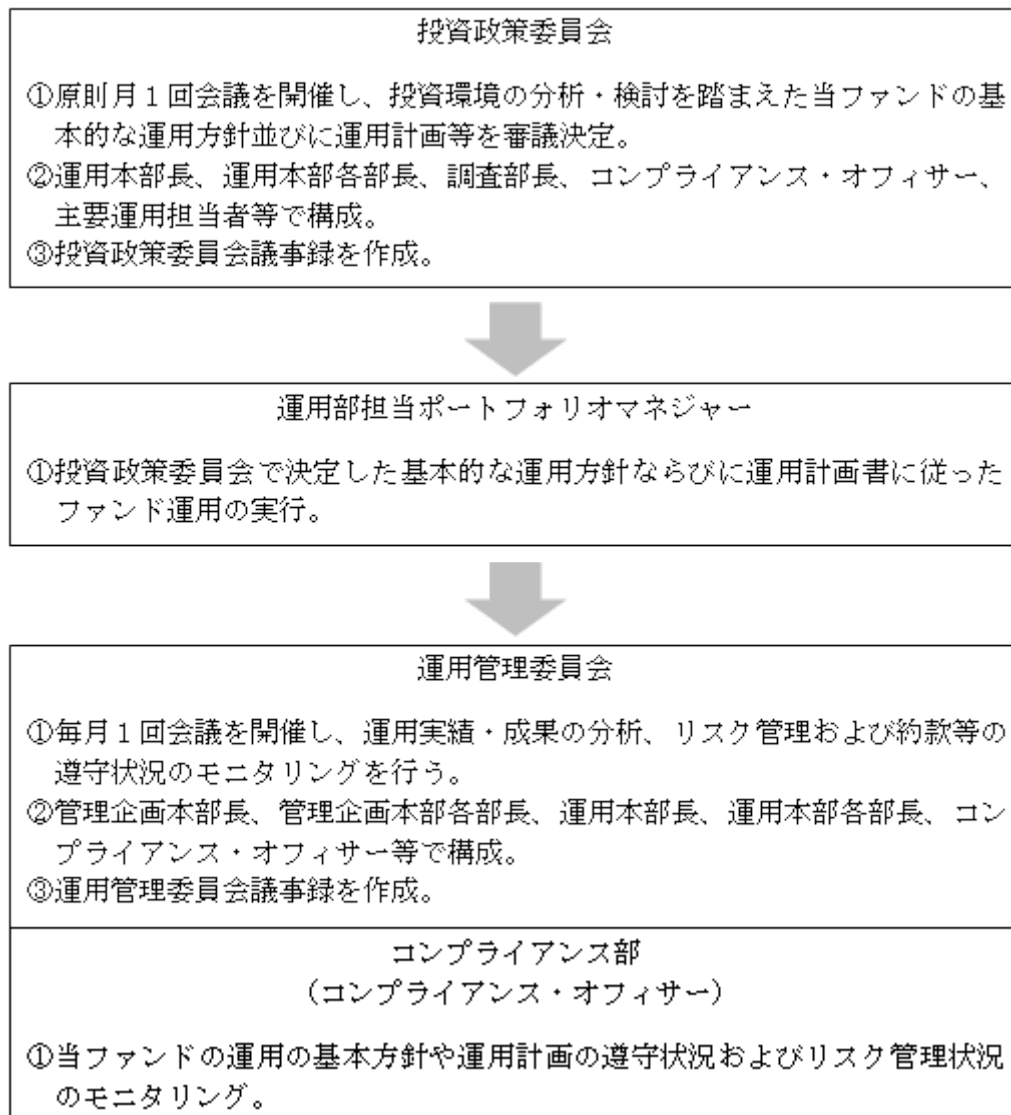 投資政策委員会
①原則月１回会議を開催し、投資環境の分析・検討を踏まえた当ファンドの基
本的な運用方針並びに運用計画等を審議決定。
②運用本部長、運用本部各部長、調査部長、コンプライアンス・オフィサー、
主要運用担当者等で構成。
③投資政策委員会議事録を作成。
運用部担当ポートフォリオマネジャー
①投資政策委員会で決定した基本的な運用方針ならびに運用計画書に従った
ファンド運用の実行。
運用管理委員会
①毎月１回会議を開催し、運用実績・成果の分析、リスク管理および約款等の
遵守状況のモニタリングを行う。
②管理企画本部長、管理企画本部各部長、運用本部長、運用本部各部長、コン
プライアンス・オフィサー等で構成。
③運用管理委員会議事録を作成。
コンプライアンス部
（コンプライアンス・オフィサー）
①当ファンドの運用の基本方針や運用計画の遵守状況およびリスク管理状況
のモニタリング。